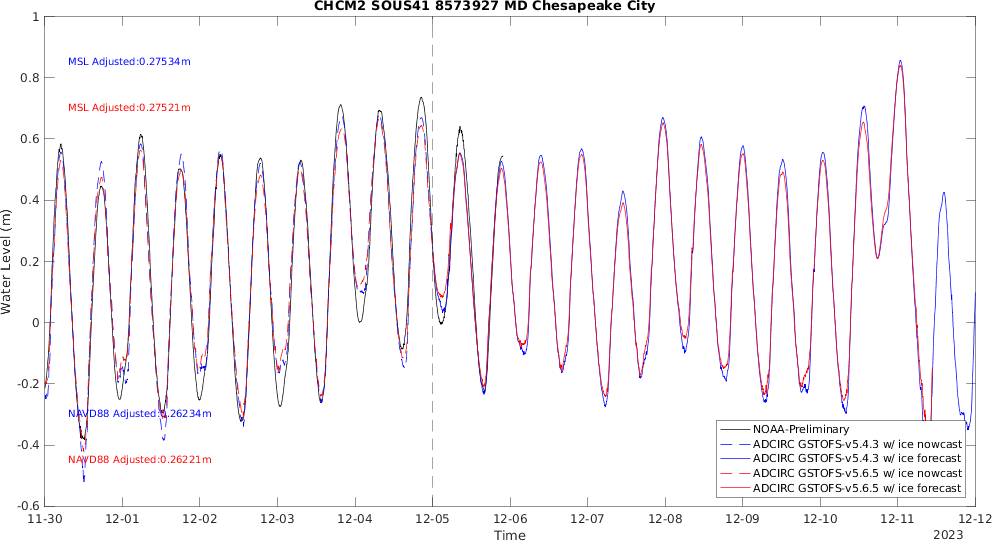 CHCM2 SOUS41 8573927 MD Chesapeake City
1
0.8
0.6
0.4
0.2
0
-0.2
-0.4
-0.6
Water Level (m)
MSL Adjusted:0.27534m
MSL Adjusted:0.27521m
NAVD88 Adjusted:0.26234m
NAVD88 Adjusted:0.26221m
NOAA-Preliminary
ADCIRC GSTOFS-v5.4.3 w/ ice nowcast
ADCIRC GSTOFS-v5.4.3 w/ ice forecast
ADCIRC GSTOFS-v5.6.5 w/ ice nowcast
ADCIRC GSTOFS-v5.6.5 w/ ice forecast
11-30 12-01 12-02 12-03 12-04 12-05 12-06 12-07 12-08 12-09 12-10 12-11 12-12
Time
2023